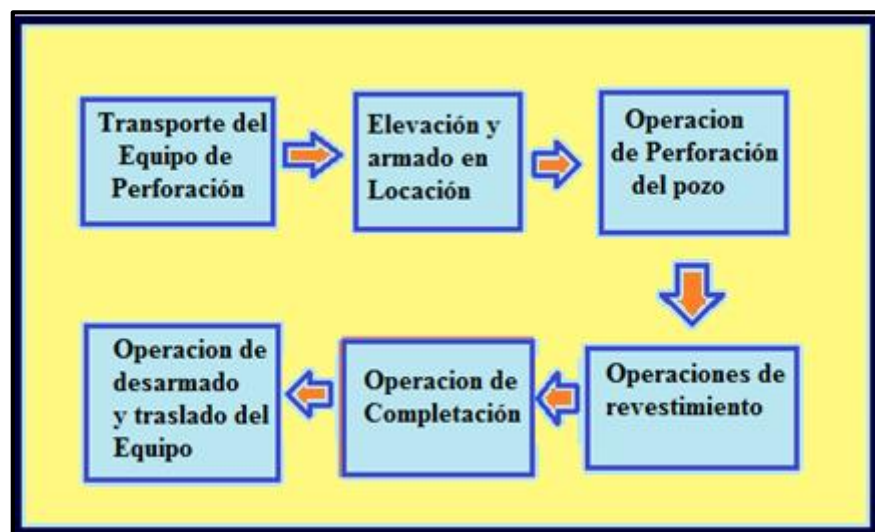 Transporte del
Equipo de
Perforación
Elevación y
armado en
Locación
Operacion
de Perforación
del pozo
Operaciones de
revestimiento
Operacion de
Completación
Operacion de
desarmado
y traslado del
Equipo